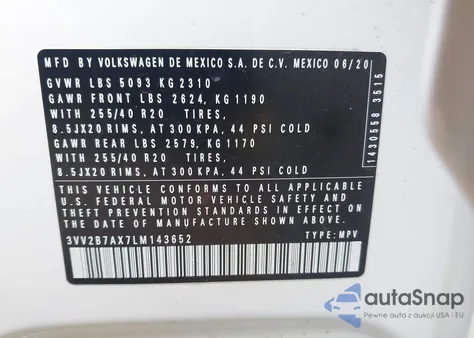 MFD. BY VOLKSWAGEN DE MEXICO S.A. DE C.V. MEXICO 06/20
GVWR LBS 5093 KG 2310
GAWR FRONT LBS 2624, KG 1190
WITH 255/40 R20 TIRES,
8.5JX20 RIMS, AT 300 KPA, 44 PSI COLD
GAWR REAR LBS 2579, KG 1170
WITH 255/40 R20 TIRES,
8.5JX20 RIMS, AT 300 KPA, 44 PSI COLD
THIS VEHICLE CONFORMS TO ALL APPLICABLE
U.S. FEDERAL MOTOR VEHICLE SAFETY AND
THEFT PREVENTION STANDARDS IN EFFECT ON
THE DATE OF MANUFACTURE SHOWN ABOVE.
3VV2B7AX7LM143652 TYPE: MPV
1430558 3515
autoSnap
Pewne auta z USA i EU